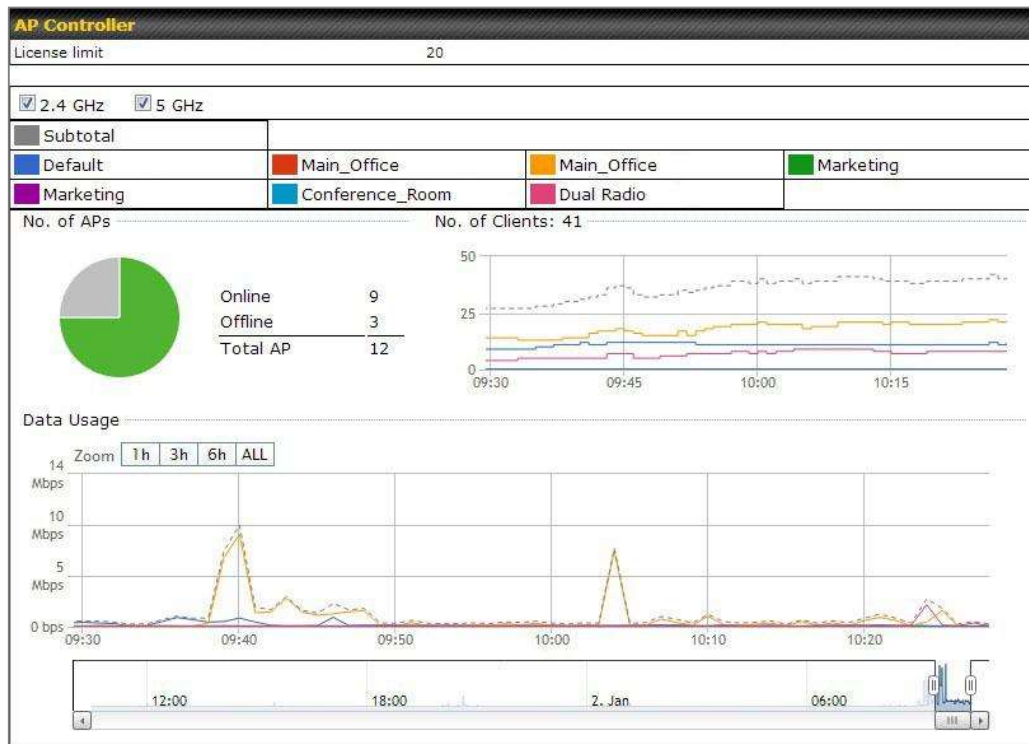 AP Controller
License limit 20
2.4 GHz 5 GHz
Subtotal
Default Main_Office Main_Office Marketing
Marketing Conference_Room Dual Radio
No. of APs
Online 9
Offline 3
Total AP 12
No. of Clients: 41
50
25
0
09:30 09:45 10:00 10:15
Data Usage
Zoom 1h 3h 6h ALL
14
Mbps
10
Mbps
5
Mbps
0 bps
09:30 09:40 09:50 10:00 10:10 10:20
12:00 18:00 2. Jan 06:00